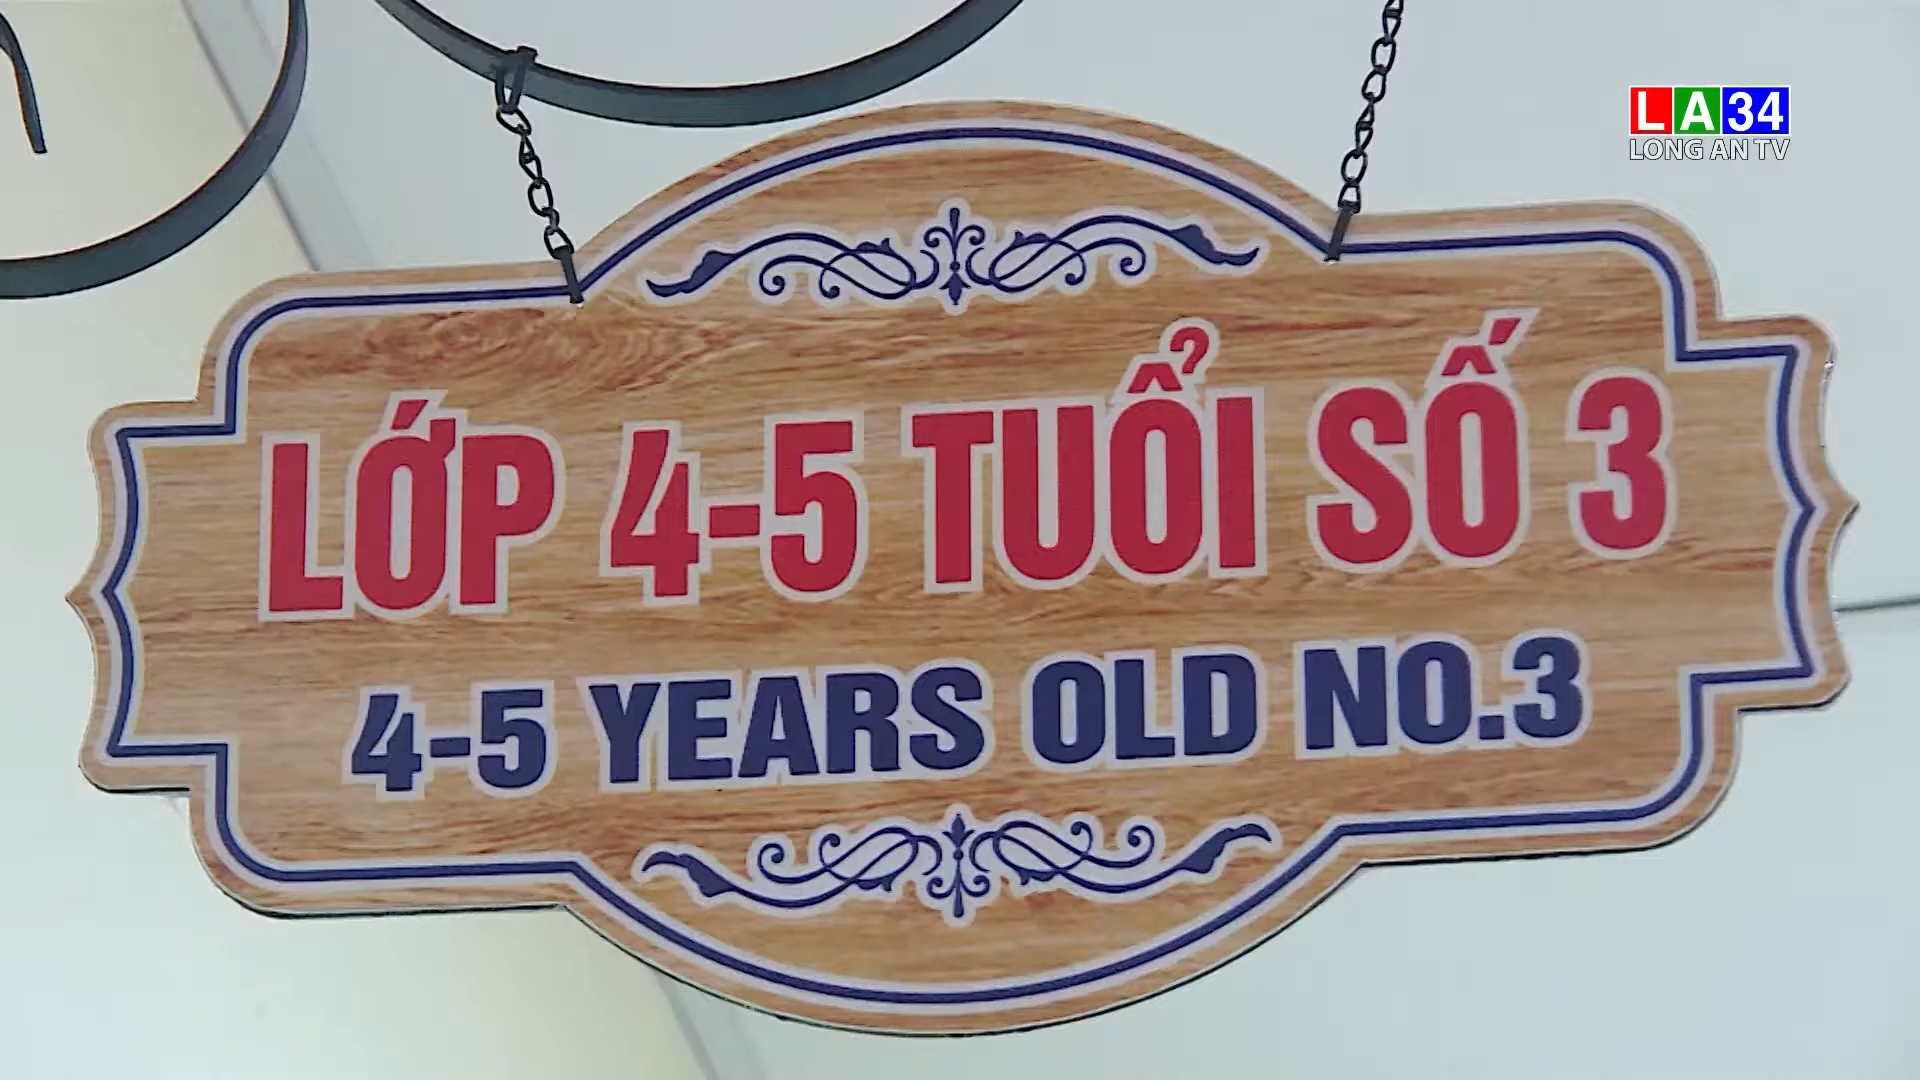 LA34
LONG AN TV
LỚP 4-5 TUỔI SỐ 3
4-5 YEARS OLD NO.3